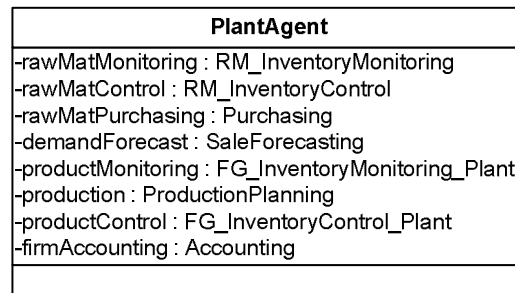 PlantAgent
-rawMatMonitoring : RM_InventoryMonitoring
-rawMatControl : RM_InventoryControl
-rawMatPurchasing : Purchasing
-demandForecast : SaleForecasting
-productMonitoring : FG_InventoryMonitoring_Plant
-production : ProductionPlanning
-productControl : FG_InventoryControl_Plant
-firmAccounting : Accounting